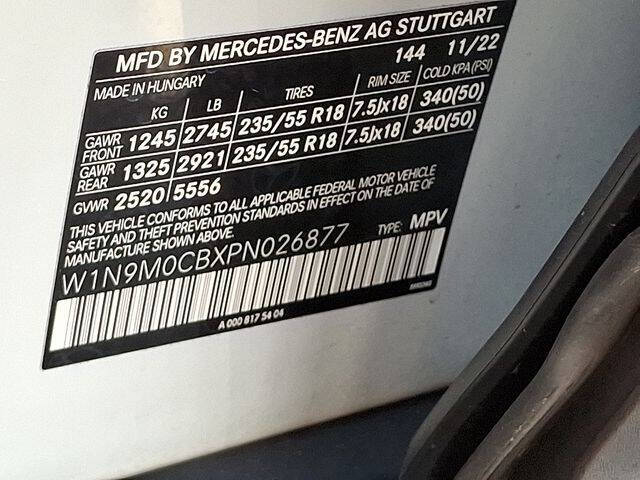 MFD BY MERCEDES-BENZ AG STUTTGART
MADE IN HUNGARY 144 11/22
KG LB TIRES RIM SIZE COLD KPA(PSI)
GAWR FRONT 1245 2745 235/55 R18 7.5Jx18 340(50)
GAWR REAR 1325 2921 235/55 R18 7.5Jx18 340(50)
GVWR 2520 5556
THIS VEHICLE CONFORMS TO ALL APPLICABLE FEDERAL MOTOR VEHICLE
SAFETY AND THEFT PREVENTION STANDARDS IN EFFECT ON THE DATE OF
MANUFACTURE SHOWN ABOVE.
W1N9M0CBXPN026877 TYPE: MPV
A 000 817 54 04